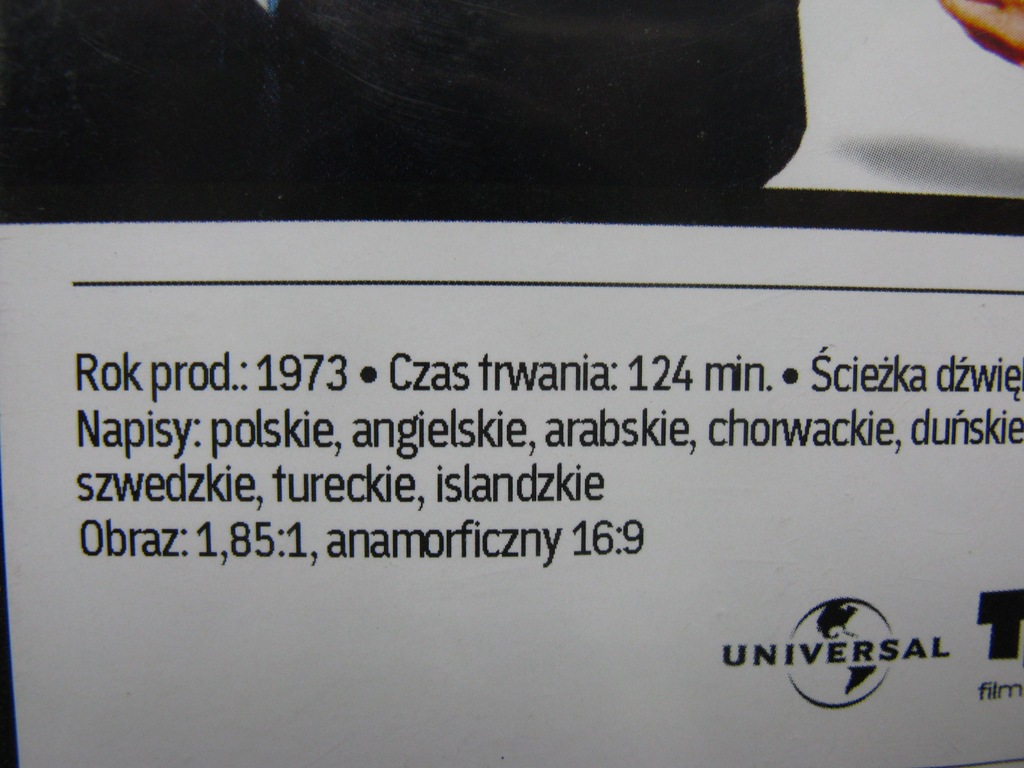 Rok prod.: 1973 • Czas trwania: 124 min. • Ścieżka
Napisy: polskie, angielskie, arabskie, chorwackie, duńskie
szwedzkie, tureckie, islandzkie
Obraz: 1,85:1, anamorficzny 16:9
UNIVERSAL
film